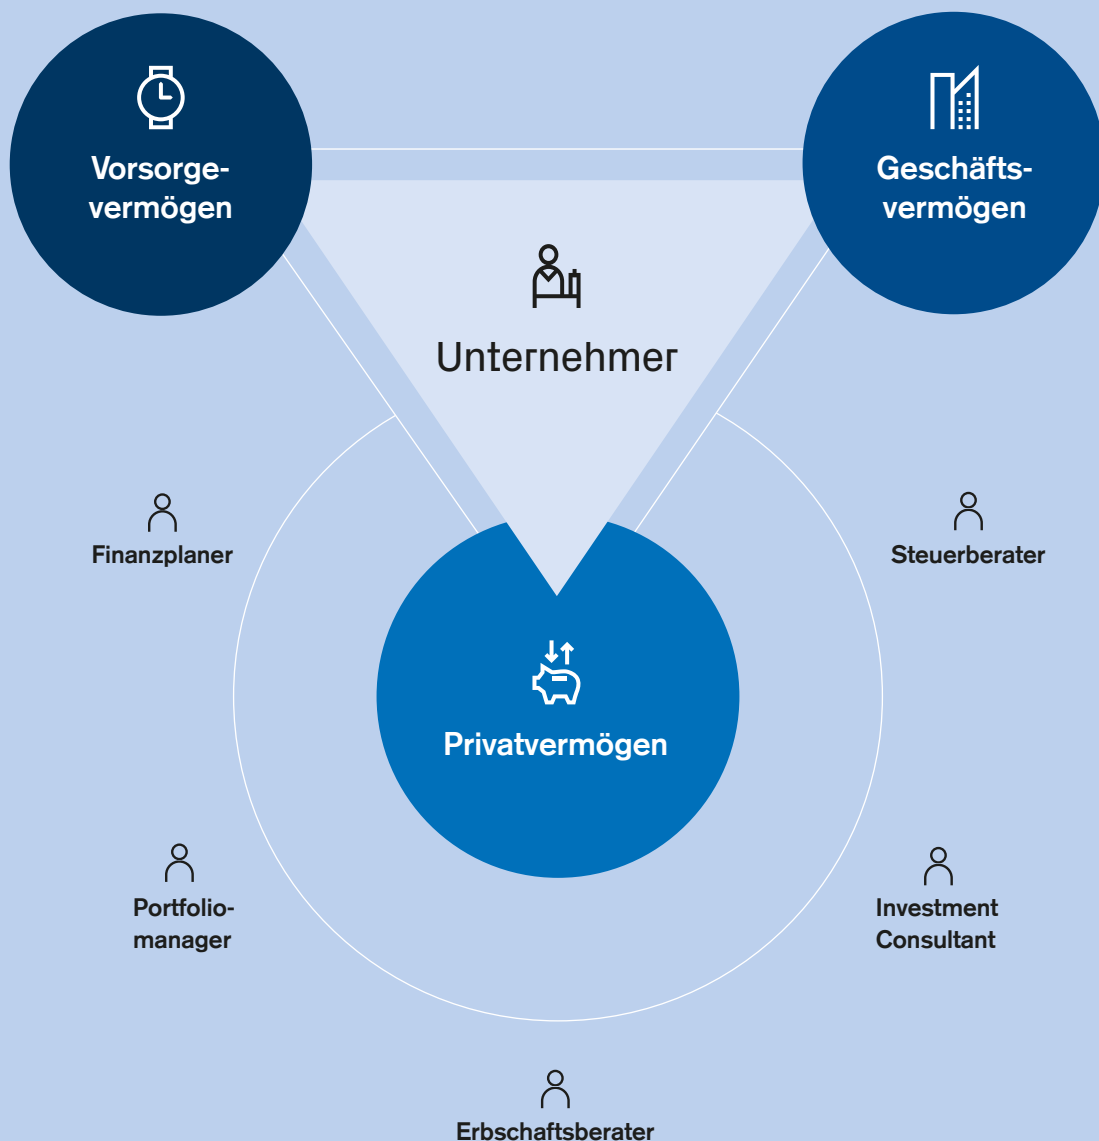 Vorsorge-
vermögen
Geschäfts-
vermögen
Unternehmer
Finanzplaner
Steuerberater
Privatvermögen
Portfolio-
manager
Investment
Consultant
Erbschaftsberater